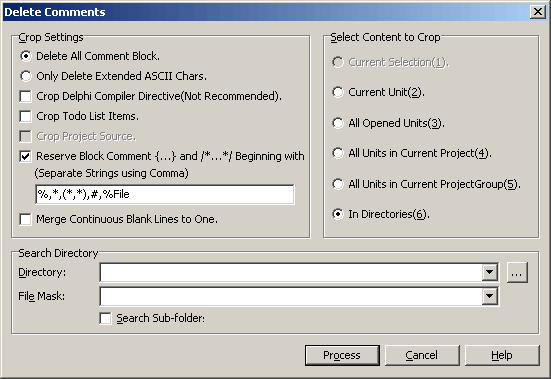 Delete Comments
Crop Settings
Delete All Comment Block.
Only Delete Extended ASCII Chars.
Crop Delphi Compiler Directive(Not Recommended).
Crop Todo List Items.
Crop Project Source.
Reserve Block Comment {...} and /*...*/ Beginning with
(Separate Strings using Comma)
%,*,(*,*),#,%File
Merge Continuous Blank Lines to One.
Select Content to Crop
Current Selection(1).
Current Unit(2).
All Opened Units(3).
All Units in Current Project(4).
All Units in Current ProjectGroup(5).
In Directories(6).
Search Directory
Directory:
...
File Mask:
Search Sub-folder:
Process
Cancel
Help